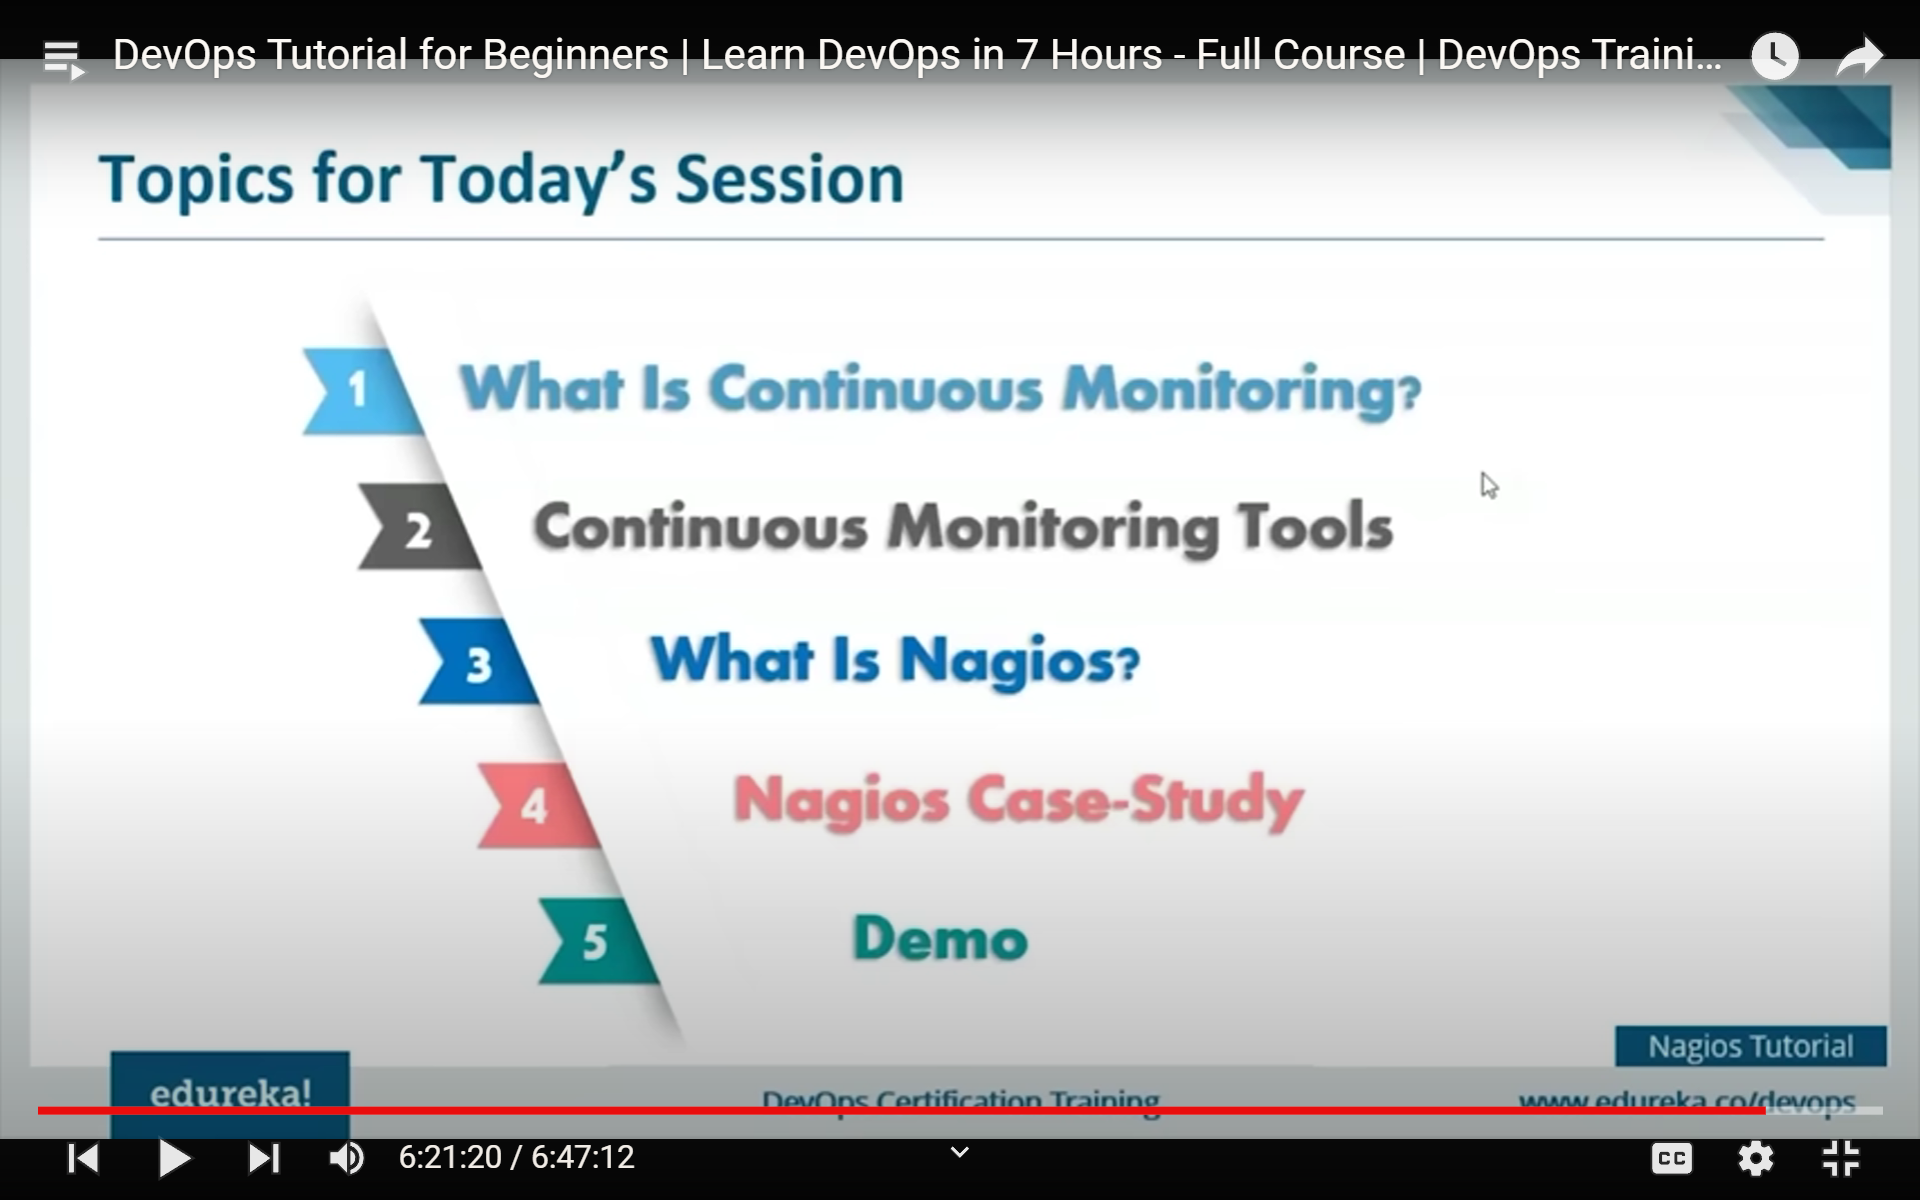 DevOps Tutorial for Beginners | Learn DevOps in 7 Hours - Full Course | DevOps Traini...
Topics for Today's Session
1 What Is Continuous Monitoring?
2 Continuous Monitoring Tools
3 What Is Nagios?
4 Nagios Case-Study
5 Demo
Nagios Tutorial
edureka!
DevOps Certification Training
www.edureka.co/devops
6:21:20 / 6:47:12
CC